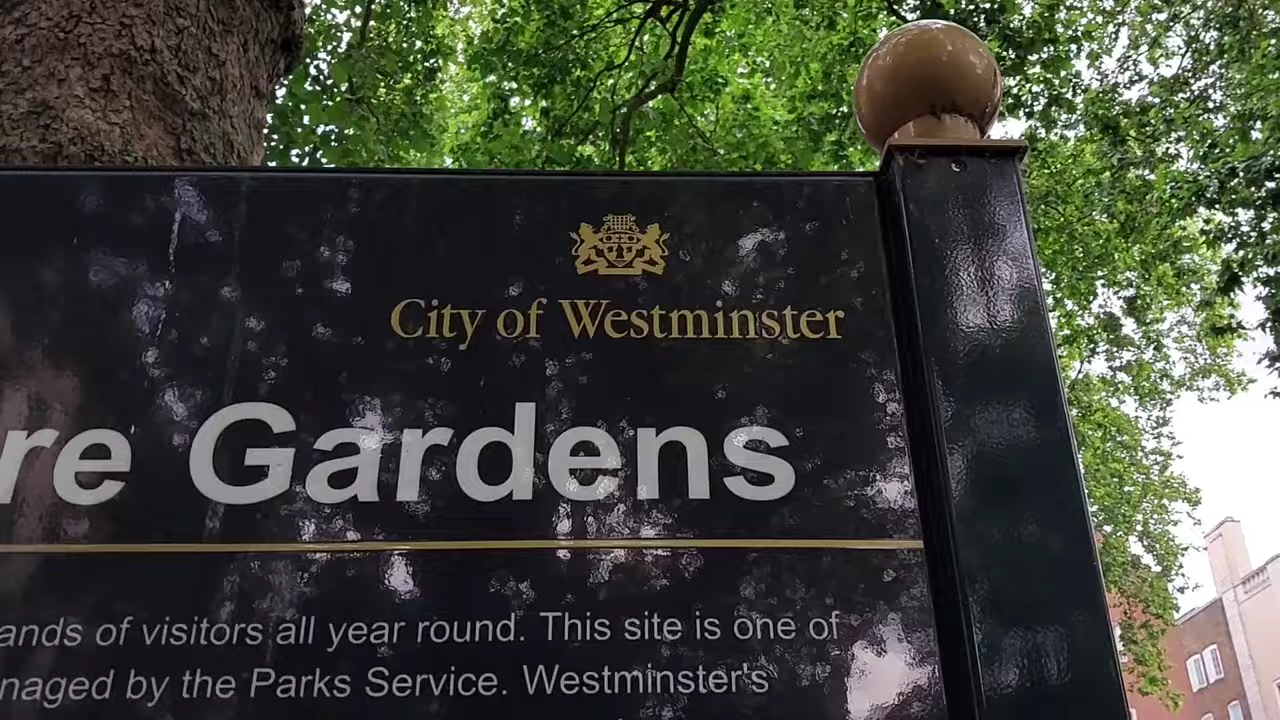 City of Westminster
re Gardens
ands of visitors all year round. This site is one of
naged by the Parks Service. Westminster's